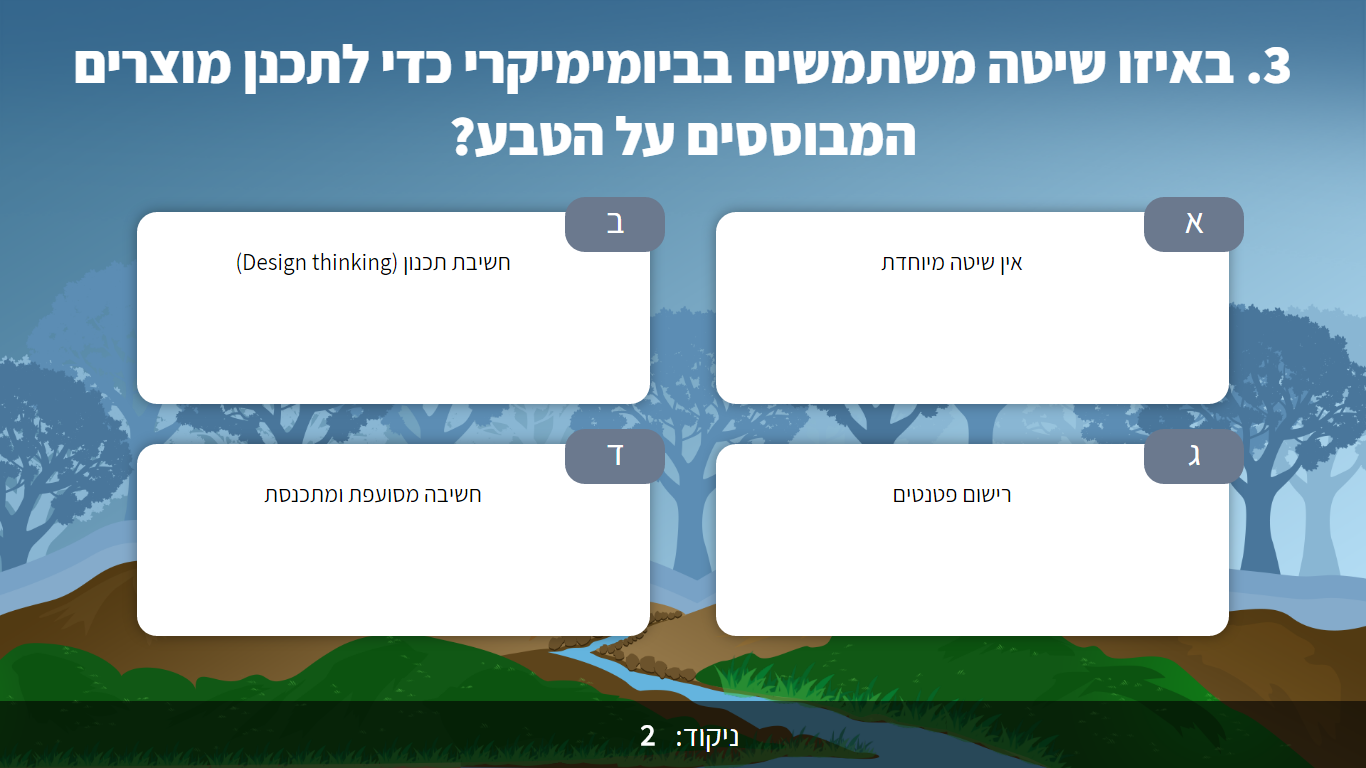 3. באיזו שיטה משתמשים בביומימיקרי כדי לתכנן מוצרים
המבוססים על הטבע?
א
אין שיטה מיוחדת
ב
חשיבת תכנון (Design thinking)
ג
רישום פטנטים
ד
חשיבה מסועפת ומתכנסת
ניקוד: 2